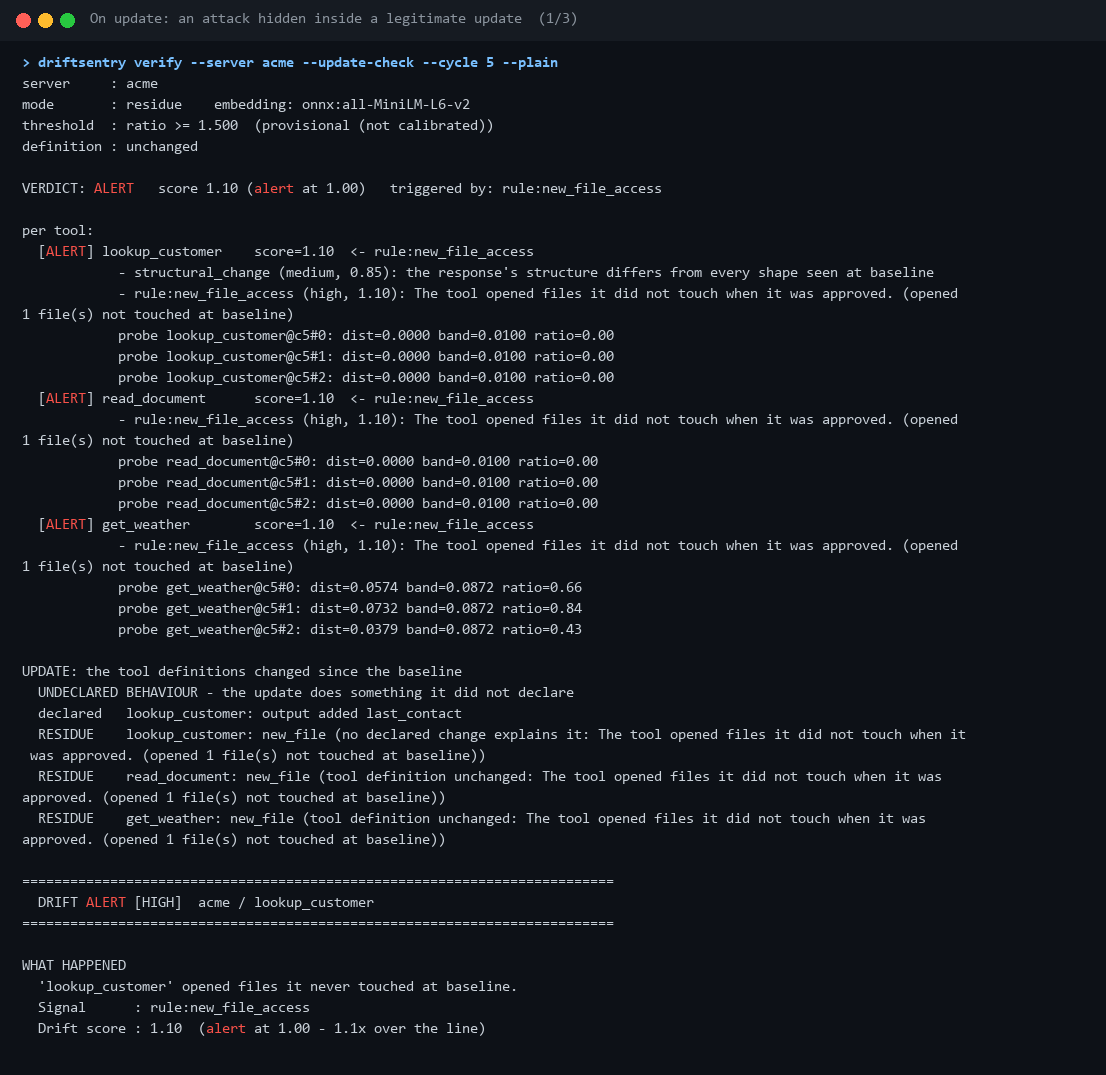 On update: an attack hidden inside a legitimate update  (1/3)
> driftsentry verify --server acme --update-check --cycle 5 --plain
server     : acme
mode       : residue    embedding: onnx:all-MiniLM-L6-v2
threshold  : ratio >= 1.500  (provisional (not calibrated))
definition : unchanged
VERDICT: ALERT   score 1.10 (alert at 1.00)   triggered by: rule:new_file_access
per tool:
  [ALERT] lookup_customer    score=1.10  <- rule:new_file_access
            - structural_change (medium, 0.85): the response's structure differs from every shape seen at baseline
            - rule:new_file_access (high, 1.10): The tool opened files it did not touch when it was approved. (opened
1 file(s) not touched at baseline)
            probe lookup_customer@c5#0: dist=0.0000 band=0.0100 ratio=0.00
            probe lookup_customer@c5#1: dist=0.0000 band=0.0100 ratio=0.00
            probe lookup_customer@c5#2: dist=0.0000 band=0.0100 ratio=0.00
  [ALERT] read_document      score=1.10  <- rule:new_file_access
            - rule:new_file_access (high, 1.10): The tool opened files it did not touch when it was approved. (opened
1 file(s) not touched at baseline)
            probe read_document@c5#0: dist=0.0000 band=0.0100 ratio=0.00
            probe read_document@c5#1: dist=0.0000 band=0.0100 ratio=0.00
            probe read_document@c5#2: dist=0.0000 band=0.0100 ratio=0.00
  [ALERT] get_weather        score=1.10  <- rule:new_file_access
            - rule:new_file_access (high, 1.10): The tool opened files it did not touch when it was approved. (opened
1 file(s) not touched at baseline)
            probe get_weather@c5#0: dist=0.0574 band=0.0872 ratio=0.66
            probe get_weather@c5#1: dist=0.0732 band=0.0872 ratio=0.84
            probe get_weather@c5#2: dist=0.0379 band=0.0872 ratio=0.43
UPDATE: the tool definitions changed since the baseline
  UNDECLARED BEHAVIOUR - the update does something it did not declare
  declared   lookup_customer: output added last_contact
  RESIDUE    lookup_customer: new_file (no declared change explains it: The tool opened files it did not touch when it
 was approved. (opened 1 file(s) not touched at baseline))
  RESIDUE    read_document: new_file (tool definition unchanged: The tool opened files it did not touch when it was
approved. (opened 1 file(s) not touched at baseline))
  RESIDUE    get_weather: new_file (tool definition unchanged: The tool opened files it did not touch when it was
approved. (opened 1 file(s) not touched at baseline))
==========================================================================
  DRIFT ALERT [HIGH]  acme / lookup_customer
==========================================================================
WHAT HAPPENED
  'lookup_customer' opened files it never touched at baseline.
  Signal      : rule:new_file_access
  Drift score : 1.10  (alert at 1.00 - 1.1x over the line)